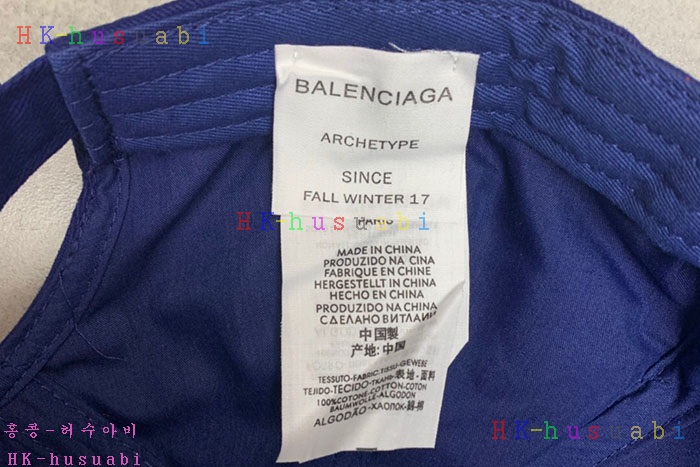 HK-husuabi
BALENCIAGA
ARCHETYPE
SINCE
FALL WINTER 17
HK-husuabi
MADE IN CHINA
PRODUZIDO NA CINA
FABRIQUE EN CHINE
HERGESTELLT IN CHINA
HECHO EN CHINA
PRODUZIDO NA CHINA
СДЕЛАНО ВИТАЛИИ
中国製
产地:中国
TESSUTO-FABRIC-TISSU-GEWEBE
TEJIDO-TECIDO-ТКАНЬ-表地-面料
100%COTONE-COTTON-COTON
BAUMWOLLE-ALGODON
ALGODÃO-ХЛОПОК-綿-棉
홍콩-허수아비
HK-husuabi
HK-husuabi